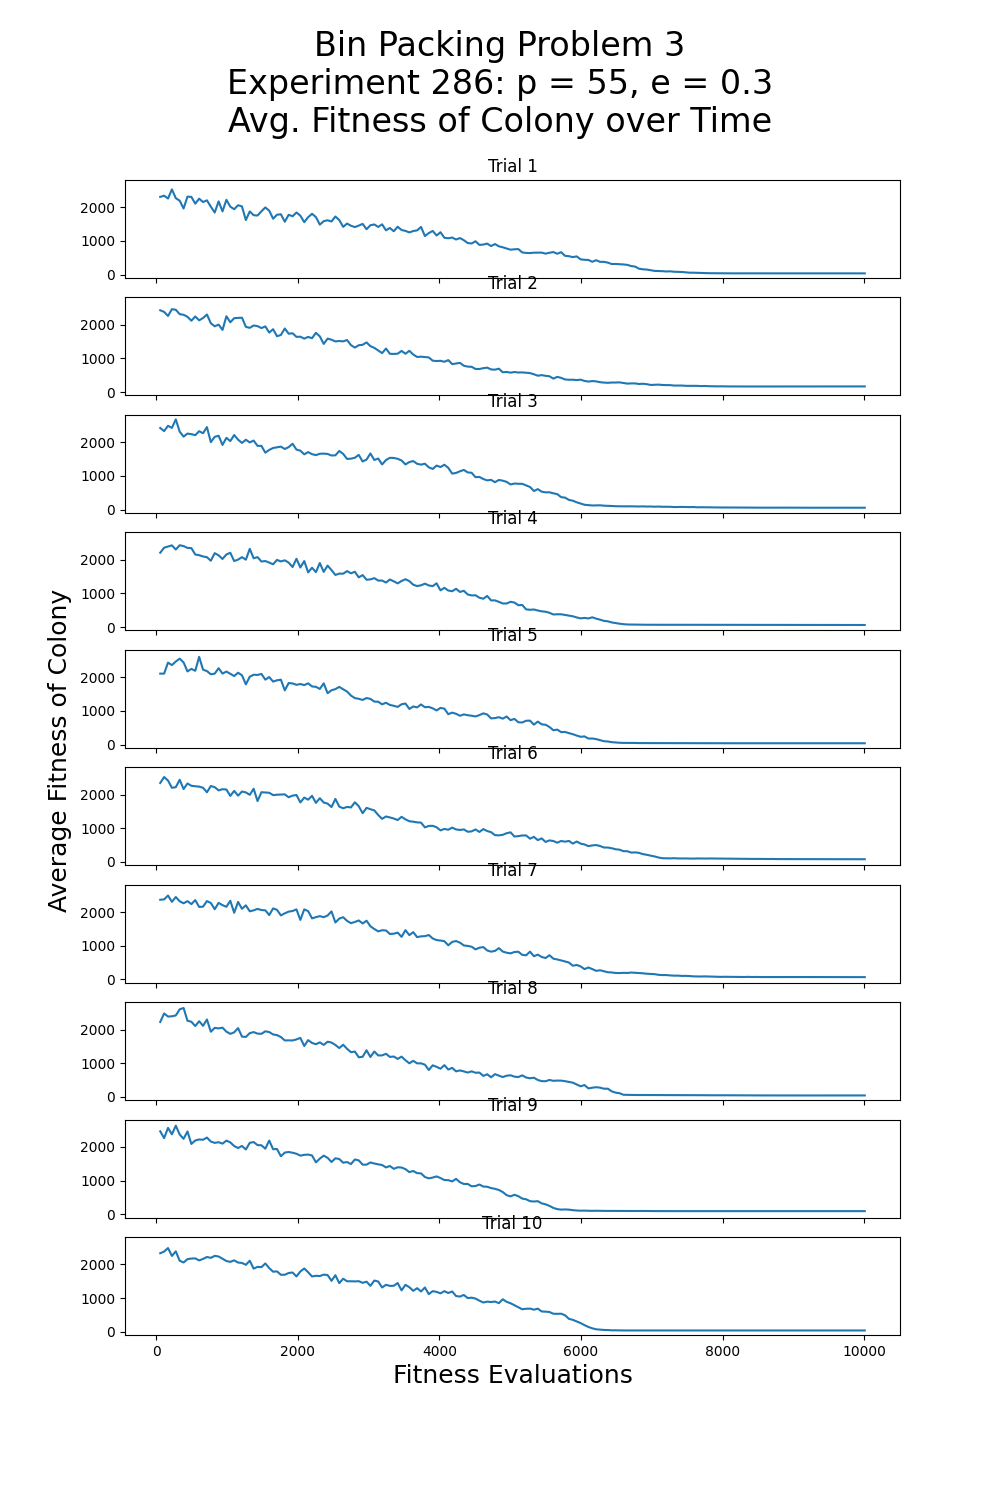 Bin Packing Problem 3
Experiment 286: p = 55, e = 0.3
Avg. Fitness of Colony over Time
Average Fitness of Colony
Trial 1
2000
1000
0
Trial 2
2000
1000
0
Trial 3
2000
1000
0
Trial 4
2000
1000
0
Trial 5
2000
1000
0
Trial 6
2000
1000
0
Trial 7
2000
1000
0
Trial 8
2000
1000
0
Trial 9
2000
1000
0
Trial 10
2000
1000
0
0 2000 4000 6000 8000 10000
Fitness Evaluations